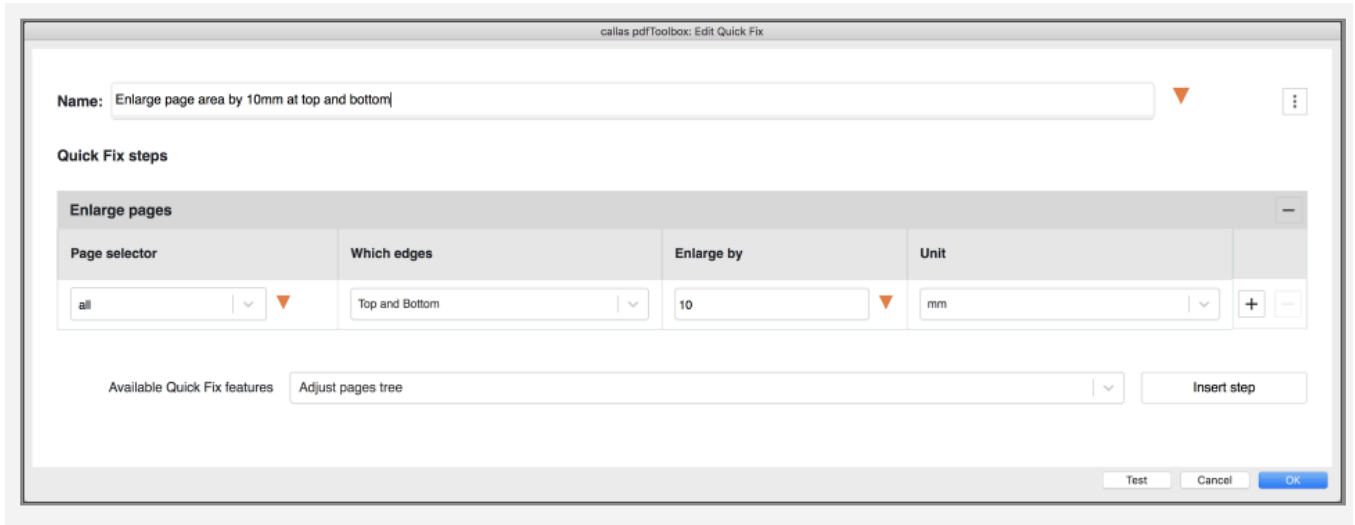 callas pdfToolbox: Edit Quick Fix
Name: Enlarge page area by 10mm at top and bottom
Quick Fix steps
Enlarge pages
Page selector Which edges Enlarge by Unit
all Top and Bottom 10 mm
Available Quick Fix features Adjust pages tree Insert step
Test Cancel OK